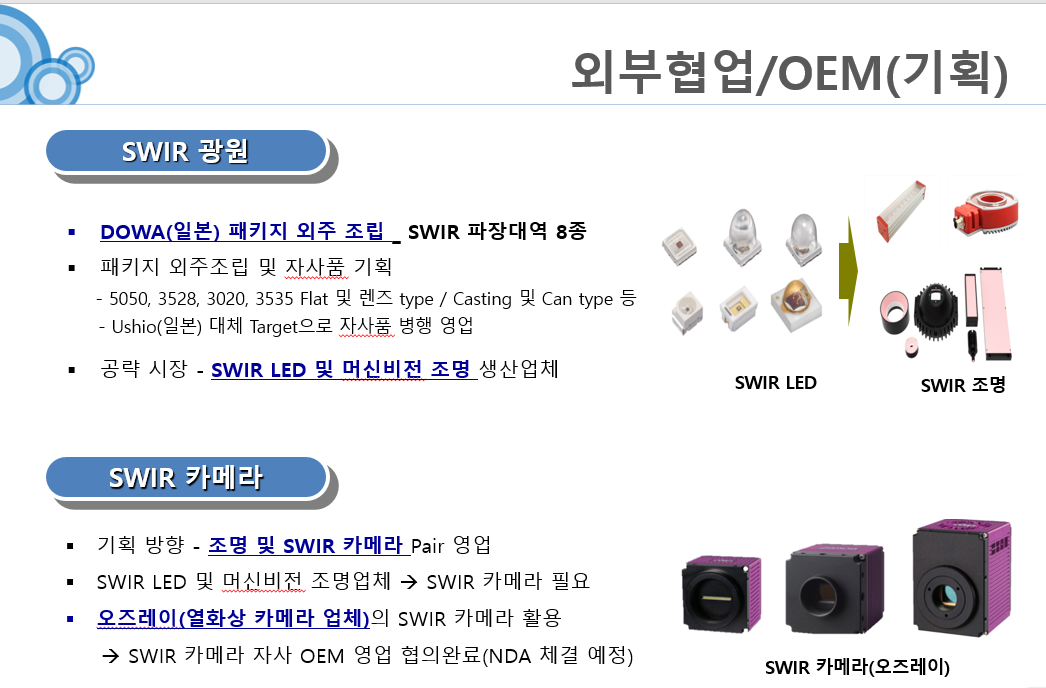 외부협업/OEM(기획)
SWIR 광원
▪ DOWA(일본) 패키지 외주 조립 _ SWIR 파장대역 8종
▪ 패키지 외주조립 및 자사품 기획
- 5050, 3528, 3020, 3535 Flat 및 렌즈 type / Casting 및 Can type 등
- Ushio(일본) 대체 Target으로 자사품 병행 영업
▪ 공략 시장 - SWIR LED 및 머신비전 조명 생산업체
SWIR LED
SWIR 조명
SWIR 카메라
▪ 기획 방향 - 조명 및 SWIR 카메라 Pair 영업
▪ SWIR LED 및 머신비전 조명업체 → SWIR 카메라 필요
▪ 오즈레이(열화상 카메라 업체)의 SWIR 카메라 활용
→ SWIR 카메라 자사 OEM 영업 협의완료(NDA 체결 예정)
SWIR 카메라(오즈레이)